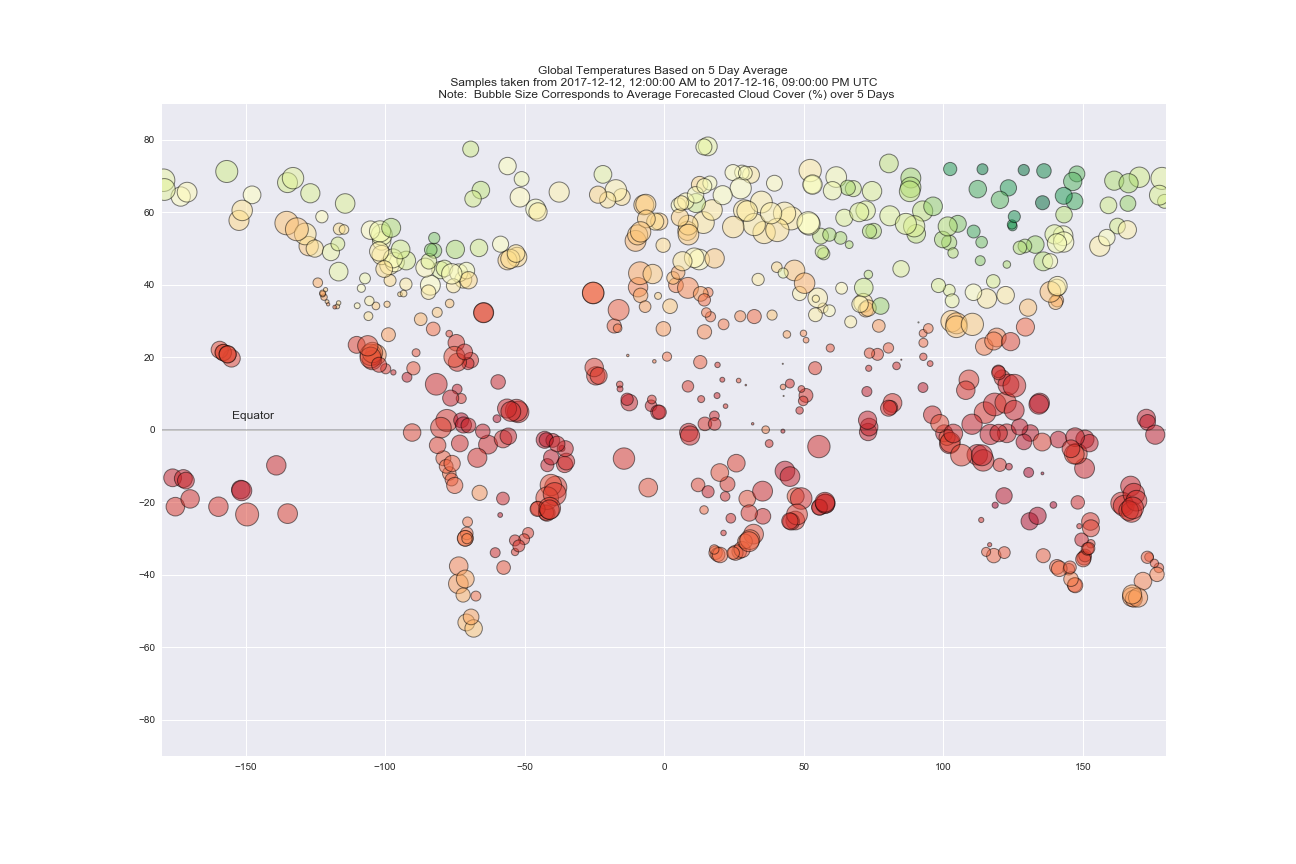 Global Temperatures Based on 5 Day Average
Samples taken from 2017-12-12, 12:00:00 AM to 2017-12-16, 09:00:00 PM UTC
Note:  Bubble Size Corresponds to Average Forecasted Cloud Cover (%) over 5 Days
80
60
40
20
Equator
0
−20
−40
−60
−80
−150 −100 −50 0 50 100 150